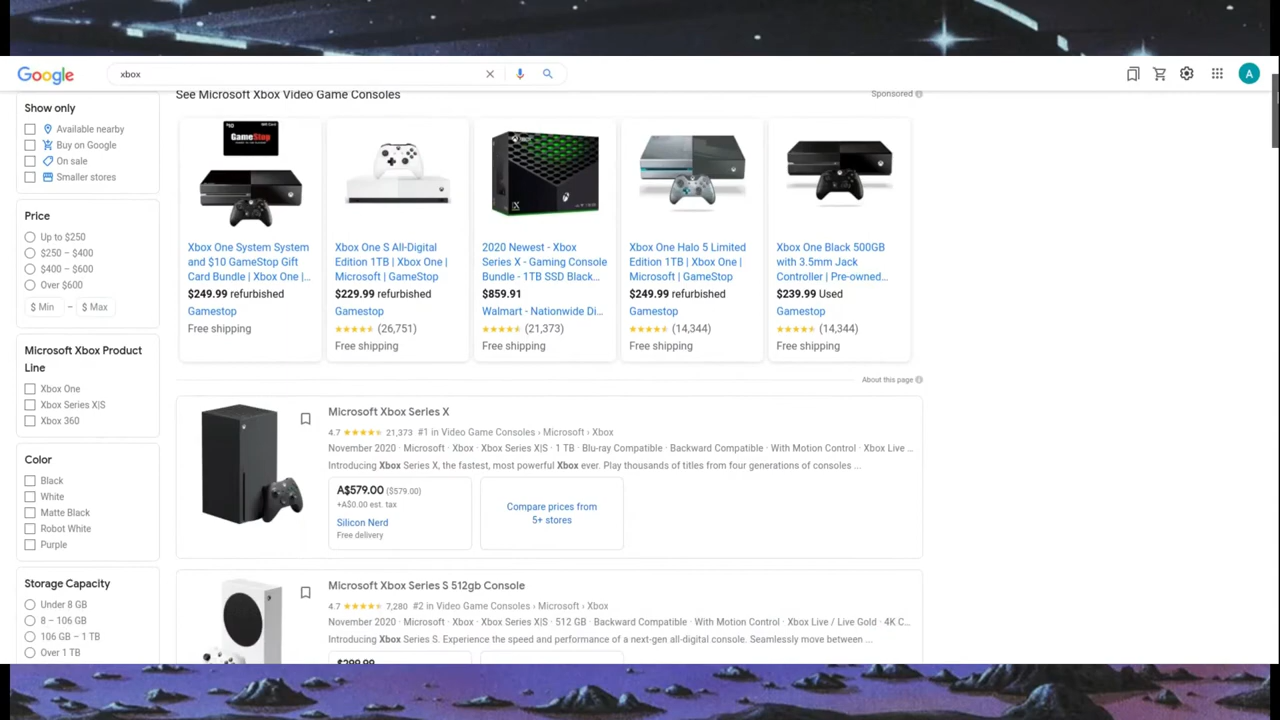 Google
xbox
A
See Microsoft Xbox Video Game Consoles
Sponsored
Show only
Available nearby
Buy on Google
On sale
Smaller stores
Price
Up to $250
$250 – $400
$400 – $600
Over $600
$ Min – $ Max
Microsoft Xbox Product
Line
Xbox One
Xbox Series X|S
Xbox 360
Color
Black
White
Matte Black
Robot White
Purple
Storage Capacity
Under 8 GB
8 – 106 GB
106 GB – 1 TB
Over 1 TB
GameStop
Xbox One System System
and $10 GameStop Gift
Card Bundle | Xbox One |...
$249.99 refurbished
Gamestop
Free shipping
Xbox One S All-Digital
Edition 1TB | Xbox One |
Microsoft | GameStop
$229.99 refurbished
Gamestop
(26,751)
Free shipping
2020 Newest - Xbox
Series X - Gaming Console
Bundle - 1TB SSD Black...
$859.91
Walmart - Nationwide Di...
(21,373)
Free shipping
Xbox One Halo 5 Limited
Edition 1TB | Xbox One |
Microsoft | GameStop
$249.99 refurbished
Gamestop
(14,344)
Free shipping
Xbox One Black 500GB
with 3.5mm Jack
Controller | Pre-owned...
$239.99 Used
Gamestop
(14,344)
Free shipping
About this page
Microsoft Xbox Series X
4.7 21,373 #1 in Video Game Consoles › Microsoft › Xbox
November 2020 · Microsoft · Xbox · Xbox Series X|S · 1 TB · Blu-ray Compatible · Backward Compatible · With Motion Control · Xbox Live ...
Introducing Xbox Series X, the fastest, most powerful Xbox ever. Play thousands of titles from four generations of consoles ...
A$579.00 ($579.00)
+A$0.00 est. tax
Silicon Nerd
Free delivery
Compare prices from
5+ stores
Microsoft Xbox Series S 512gb Console
4.7 7,280 #2 in Video Game Consoles › Microsoft › Xbox
November 2020 · Microsoft · Xbox · Xbox Series X|S · 512 GB · Backward Compatible · With Motion Control · Xbox Live / Live Gold · 4K C...
Introducing Xbox Series S. Experience the speed and performance of a next-gen all-digital console. Seamlessly move between ...
$299.99